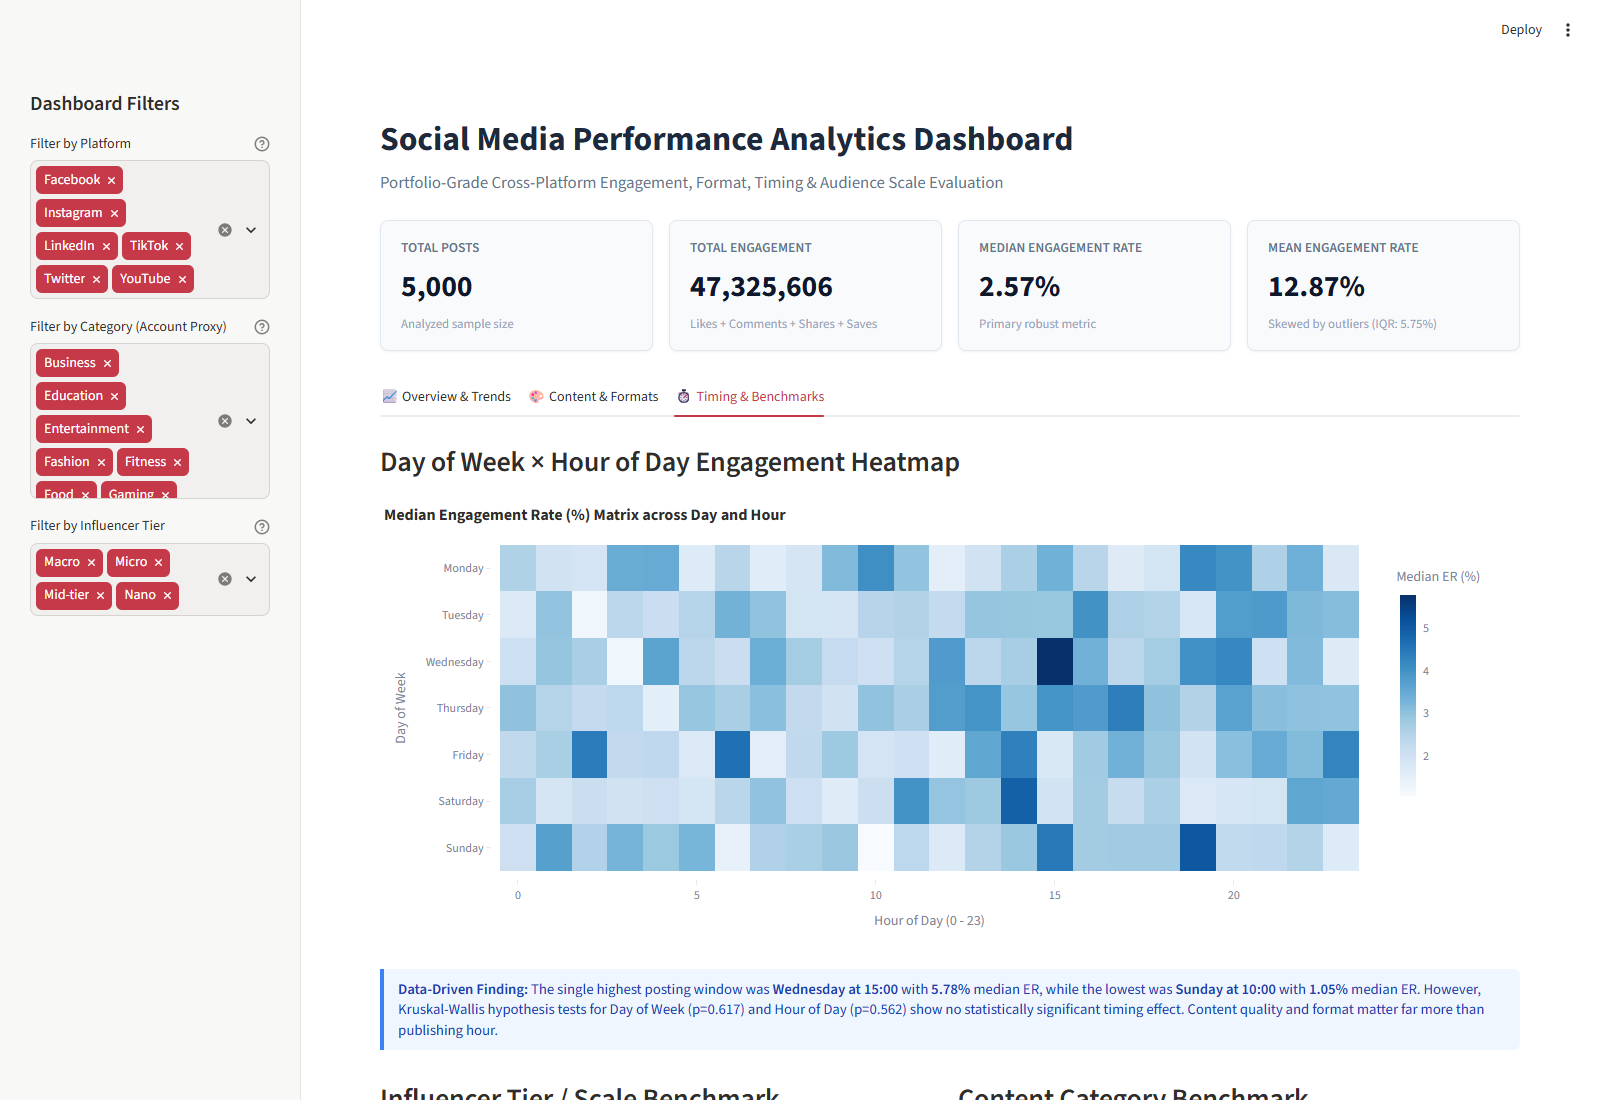 Deploy
Dashboard Filters
Filter by Platform
Facebook ×
Instagram ×
LinkedIn × TikTok ×
Twitter × YouTube ×
Filter by Category (Account Proxy)
Business ×
Education ×
Entertainment ×
Fashion × Fitness ×
Food × Gaming ×
Filter by Influencer Tier
Macro × Micro ×
Mid-tier × Nano ×
Social Media Performance Analytics Dashboard
Portfolio-Grade Cross-Platform Engagement, Format, Timing & Audience Scale Evaluation
TOTAL POSTS
5,000
Analyzed sample size
TOTAL ENGAGEMENT
47,325,606
Likes + Comments + Shares + Saves
MEDIAN ENGAGEMENT RATE
2.57%
Primary robust metric
MEAN ENGAGEMENT RATE
12.87%
Skewed by outliers (IQR: 5.75%)
Overview & Trends
Content & Formats
Timing & Benchmarks
Day of Week × Hour of Day Engagement Heatmap
Median Engagement Rate (%) Matrix across Day and Hour
Day of Week
Monday
Tuesday
Wednesday
Thursday
Friday
Saturday
Sunday
0 5 10 15 20
Hour of Day (0 - 23)
Median ER (%)
5
4
3
2
Data-Driven Finding: The single highest posting window was Wednesday at 15:00 with 5.78% median ER, while the lowest was Sunday at 10:00 with 1.05% median ER. However,
Kruskal-Wallis hypothesis tests for Day of Week (p=0.617) and Hour of Day (p=0.562) show no statistically significant timing effect. Content quality and format matter far more than
publishing hour.
Influencer Tier / Scale Benchmark
Content Category Benchmark